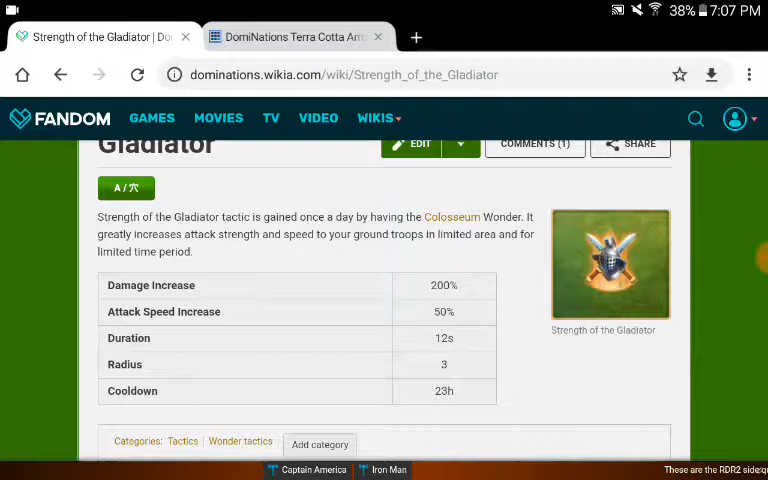 38% 7:07 PM
Strength of the Gladiator | Do
DomiNations Terra Cotta Arm
dominations.wikia.com/wiki/Strength_of_the_Gladiator
FANDOM GAMES MOVIES TV VIDEO WIKIS
Gladiator
EDIT
COMMENTS (1)
SHARE
A / 穴
Strength of the Gladiator tactic is gained once a day by having the Colosseum Wonder. It
greatly increases attack strength and speed to your ground troops in limited area and for
limited time period.
Damage Increase 200%
Attack Speed Increase 50%
Duration 12s
Radius 3
Cooldown 23h
Strength of the Gladiator
Categories: Tactics Wonder tactics Add category
Captain America Iron Man These are the RDR2 side